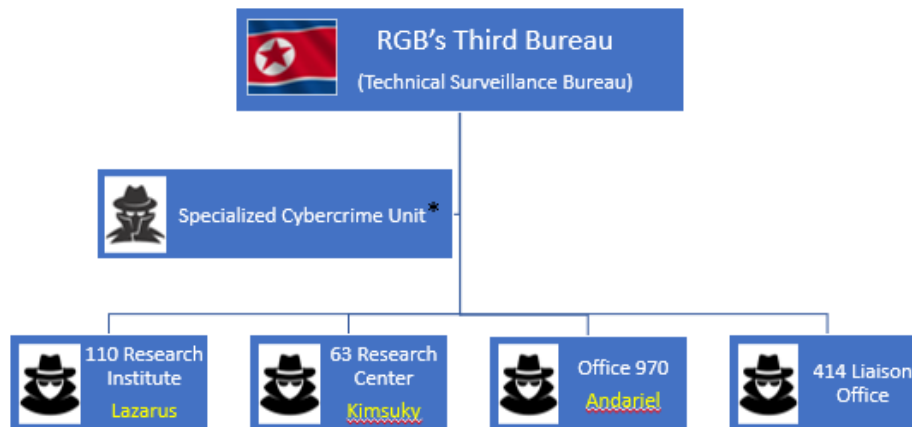 RGB's Third Bureau
(Technical Surveillance Bureau)
Specialized Cybercrime Unit*
110 Research
Institute
Lazarus
63 Research
Center
Kimsuky
Office 970
Andariel
414 Liaison
Office